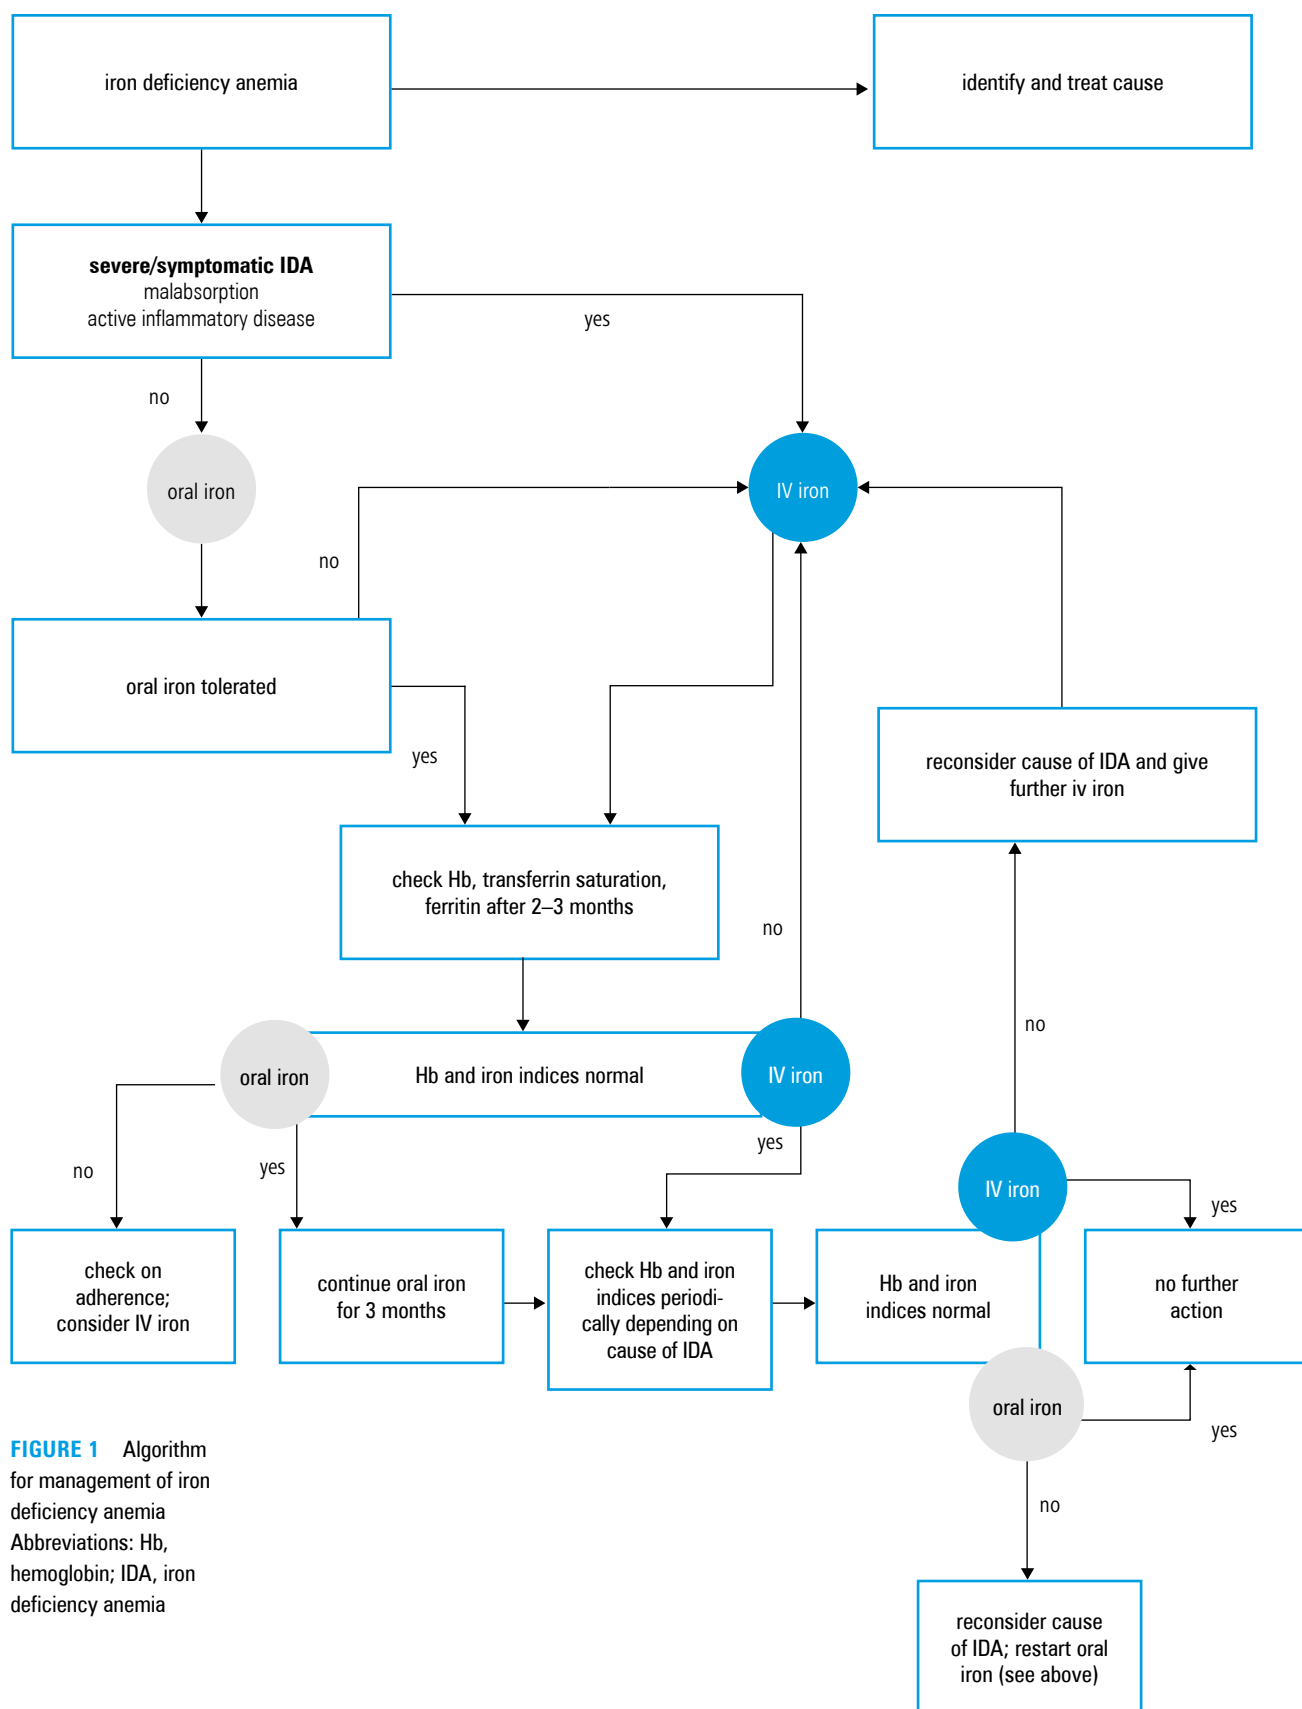 iron deficiency anemia
identify and treat cause
severe/symptomatic IDA
malabsorption
active inflammatory disease
yes
no
oral iron
IV iron
no
oral iron tolerated
yes
reconsider cause of IDA and give
further iv iron
check Hb, transferrin saturation,
ferritin after 2–3 months
no
no
oral iron
Hb and iron indices normal
IV iron
no
yes
yes
IV iron
yes
check on
adherence;
consider IV iron
continue oral iron
for 3 months
check Hb and iron
indices periodi-
cally depending on
cause of IDA
Hb and iron
indices normal
no further
action
oral iron
yes
no
reconsider cause
of IDA; restart oral
iron (see above)
FIGURE 1 Algorithm
for management of iron
deficiency anemia
Abbreviations: Hb,
hemoglobin; IDA, iron
deficiency anemia